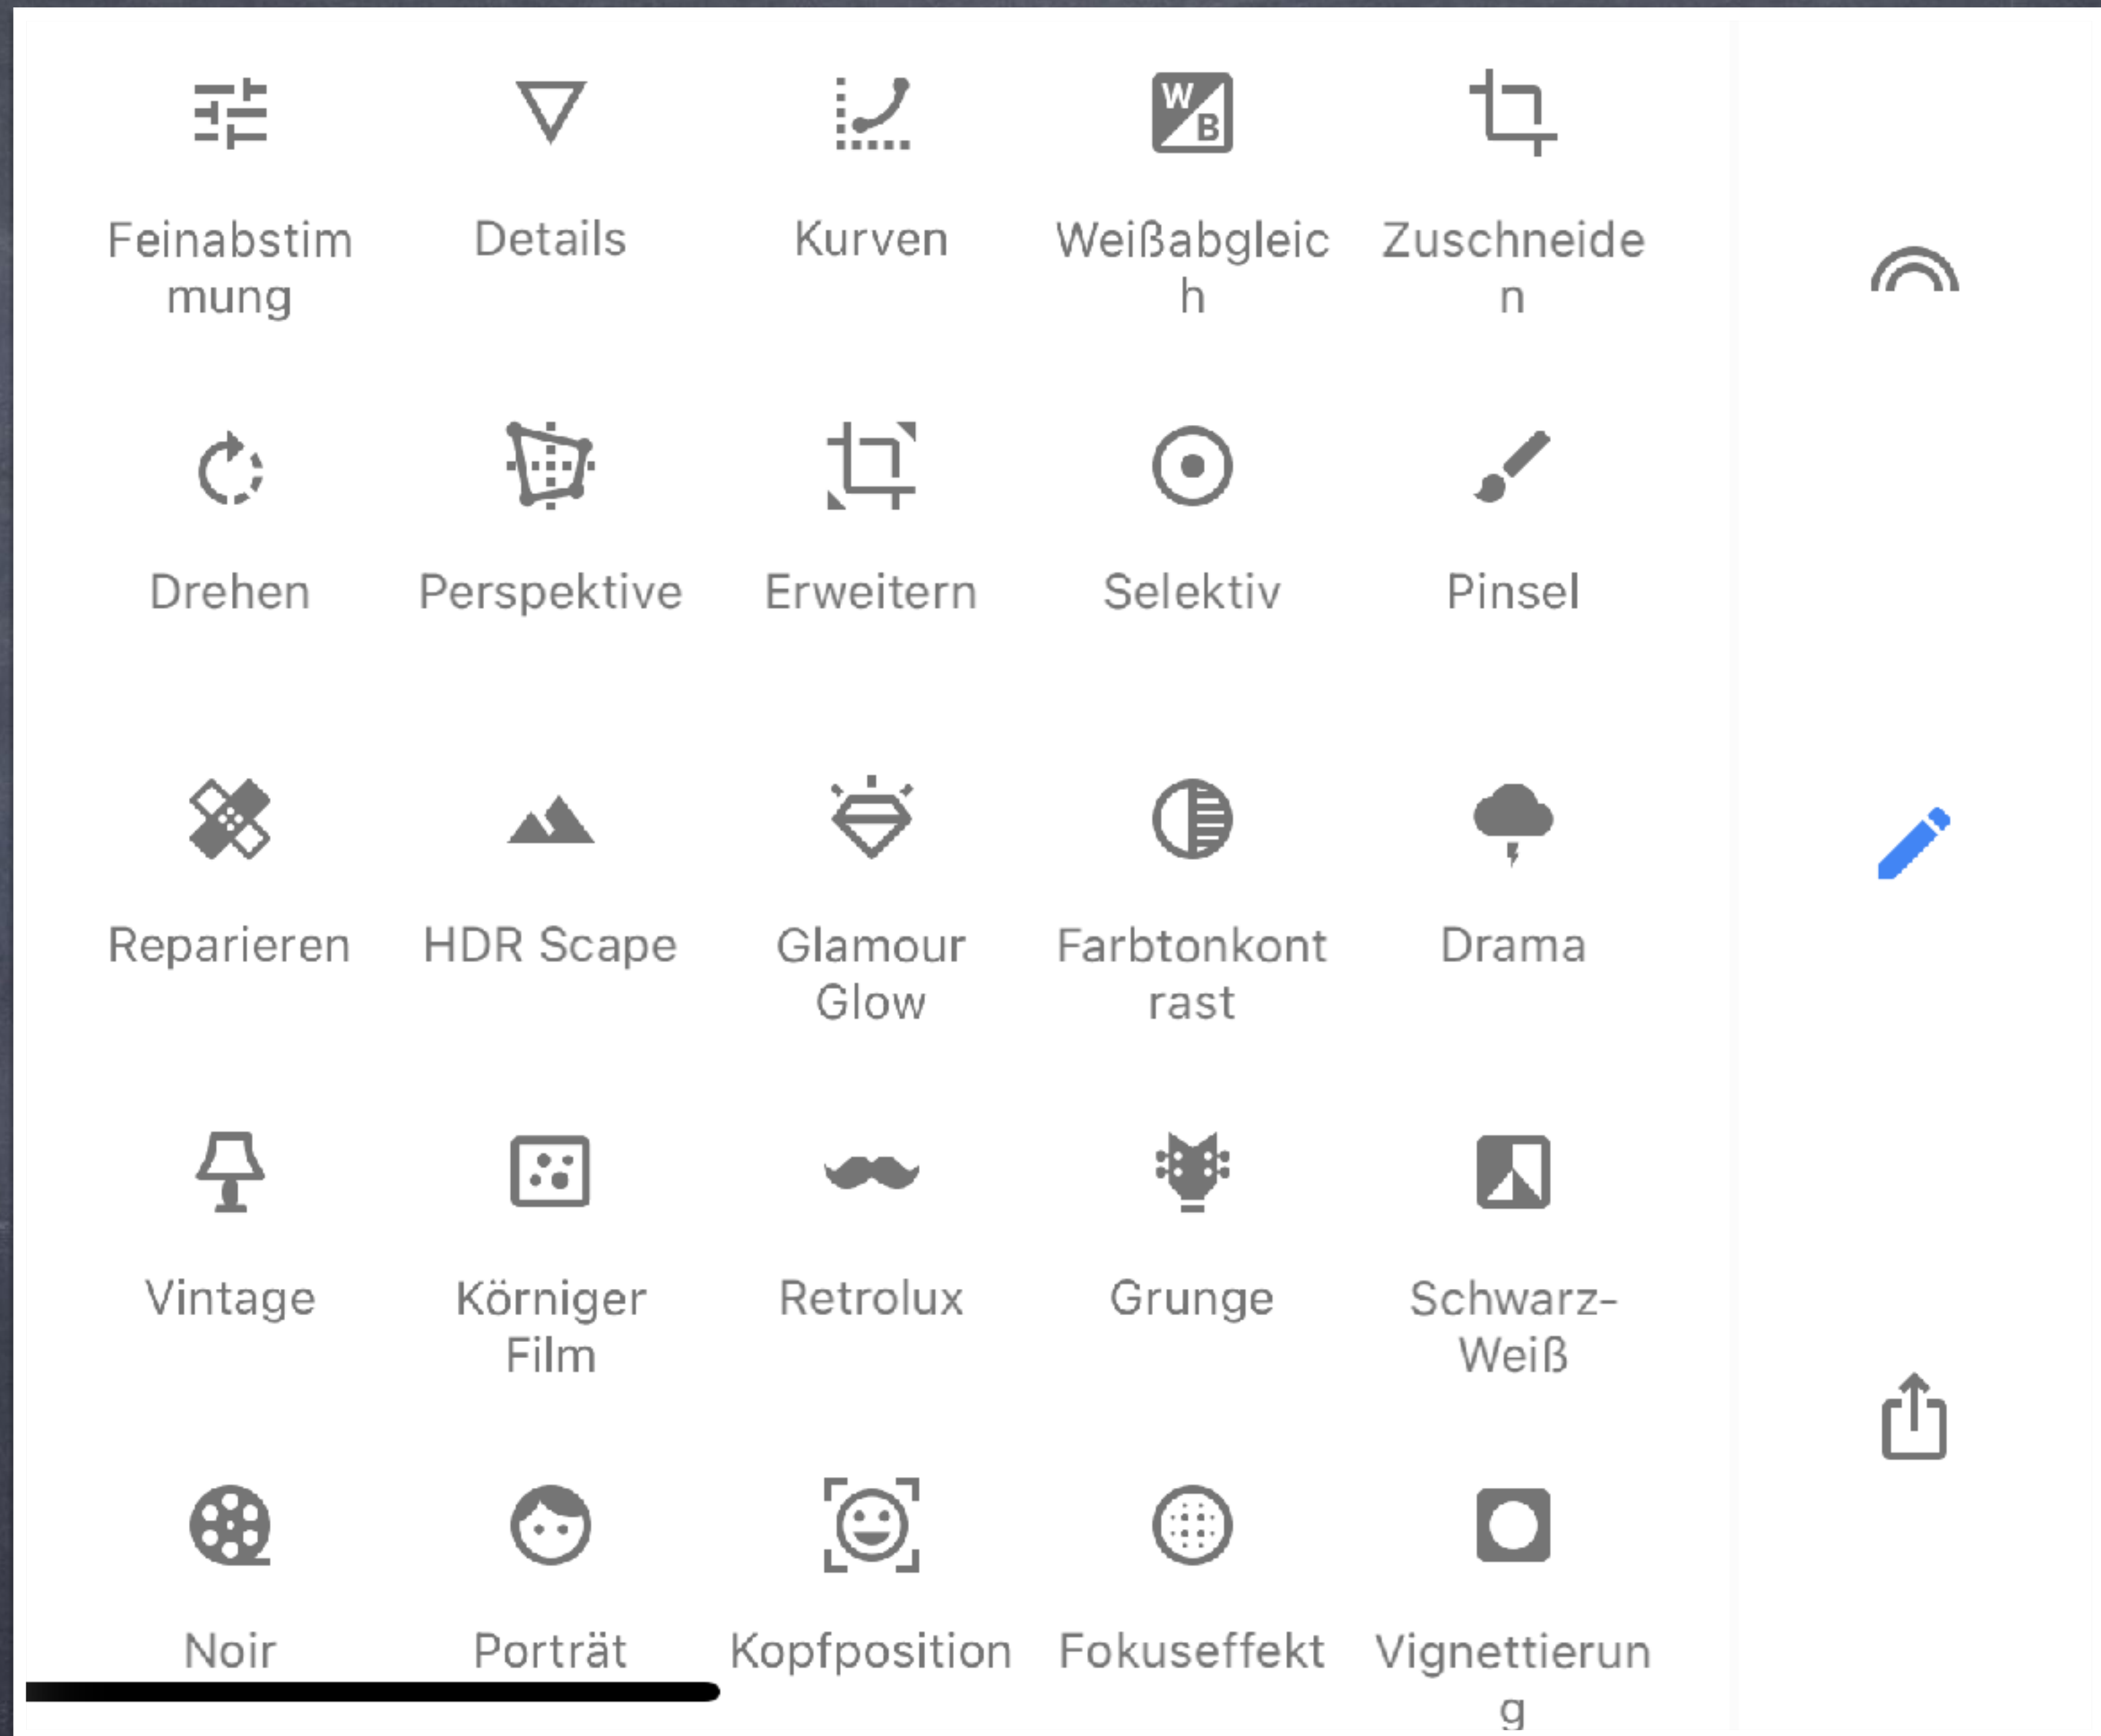 W
B
Feinabstim
mung
Details
Kurven
Weißabgleic
h
Zuschneide
n
Drehen
Perspektive
Erweitern
Selektiv
Pinsel
Reparieren
HDR Scape
Glamour
Glow
Farbtonkont
rast
Drama
Vintage
Körniger
Film
Retrolux
Grunge
Schwarz-
Weiß
Noir
Porträt
Kopfposition
Fokuseffekt
Vignettierun
g